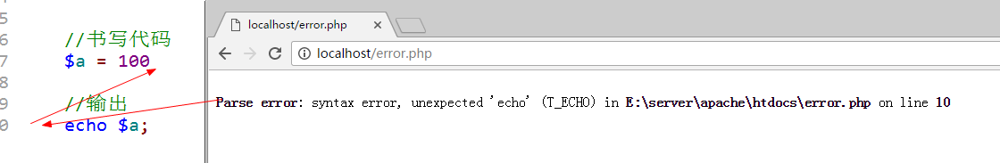 5
6 //书写代码
7 $a = 100
8
9 //输出
0 echo $a;
localhost/error.php
localhost/error.php
Parse error: syntax error, unexpected 'echo' (T_ECHO) in E:\server\apache\htdocs\error.php on line 10